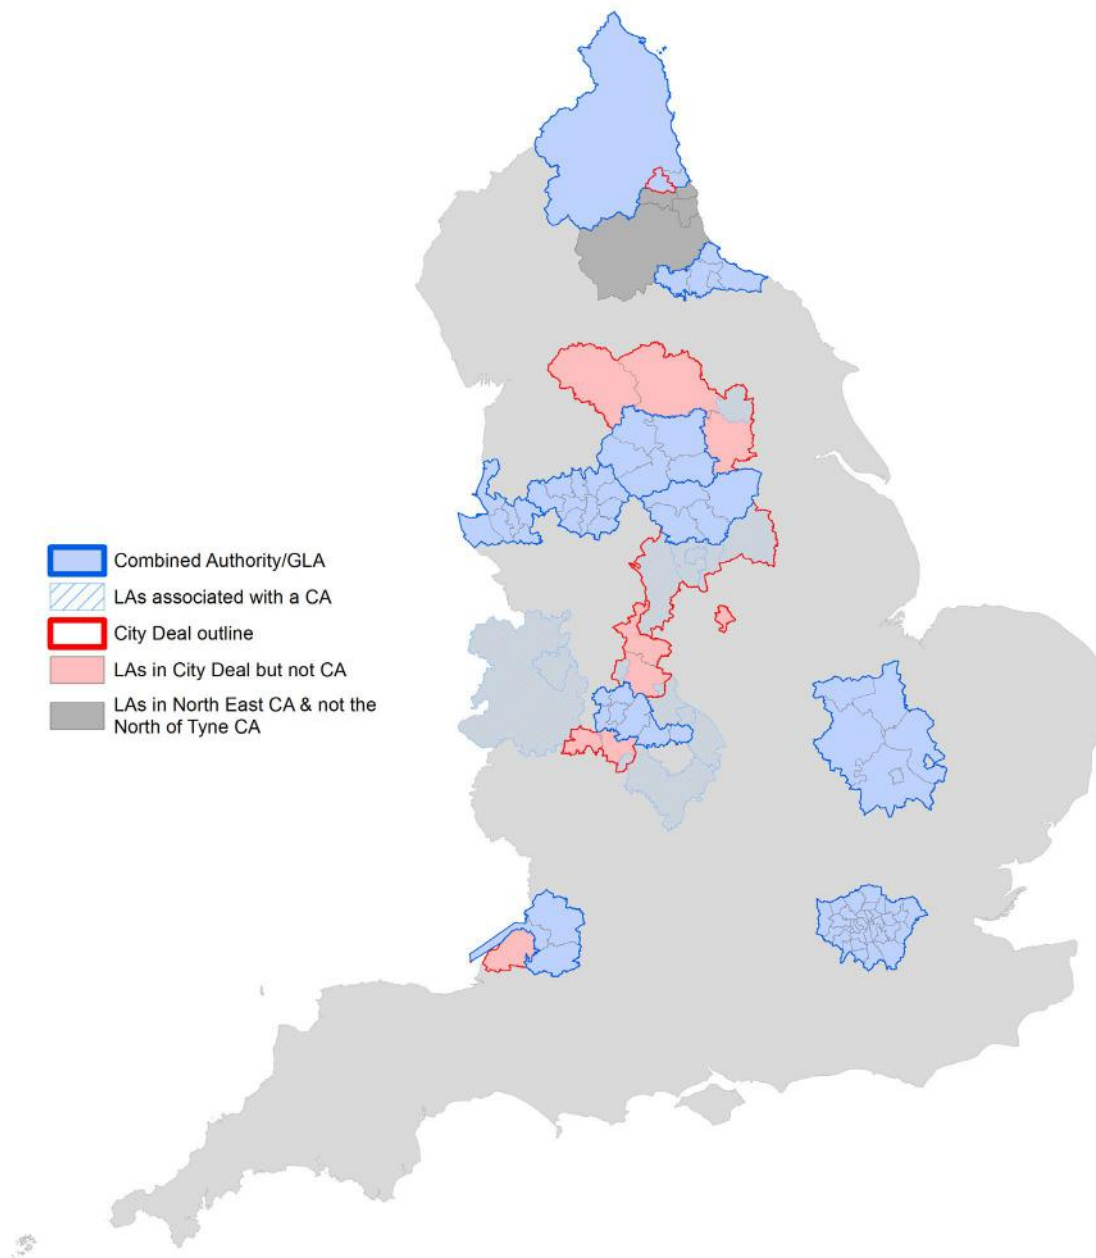 Combined Authority/GLA
LAs associated with a CA
City Deal outline
LAs in City Deal but not CA
LAs in North East CA & not the
North of Tyne CA